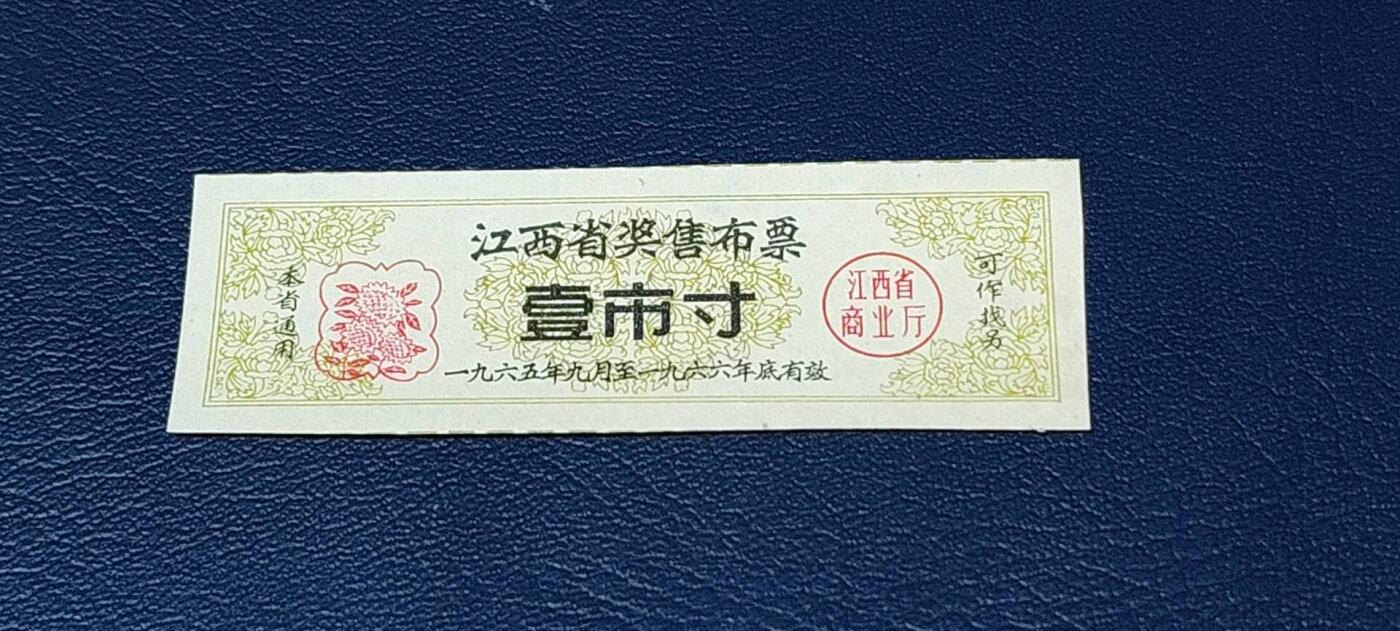 江西省奖售布票
壹市寸
一九六五年九月至一九六六年底有效
本省通用
江西省
商业厅
可作找另